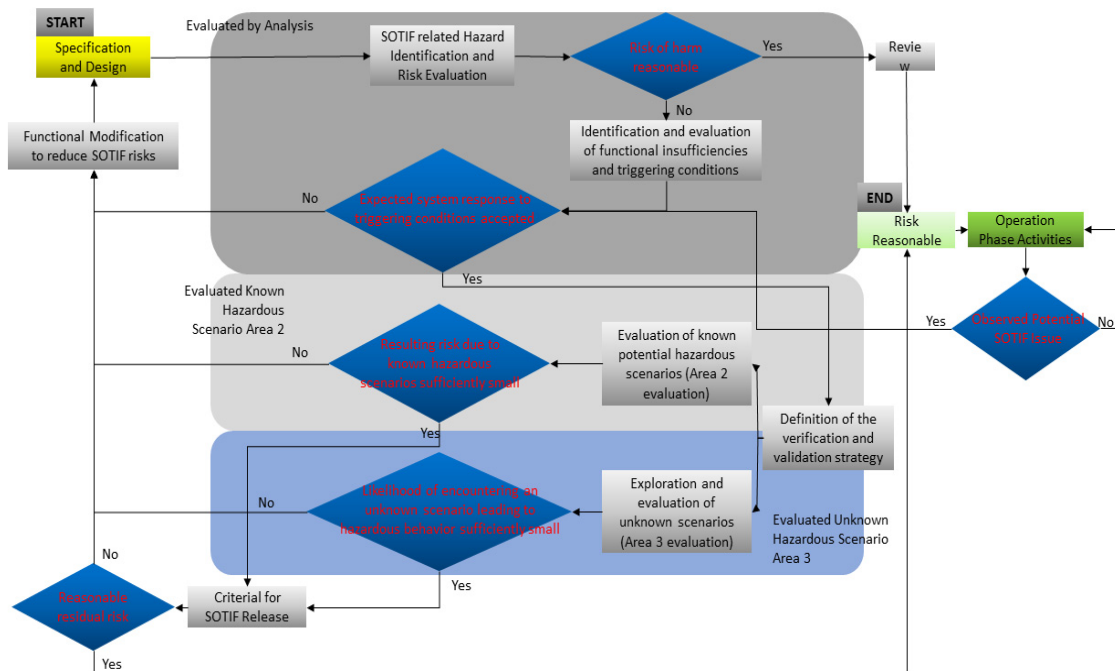 START
Evaluated by Analysis
Specification
and Design
SOTIF related Hazard
Identification and
Risk Evaluation
Risk of harm
reasonable
Yes
Revie
w
No
Functional Modification
to reduce SOTIF risks
Identification and evaluation
of functional insufficiencies
and triggering conditions
No
Expected system response to
triggering conditions accepted
END
Risk
Reasonable
Operation
Phase Activities
Yes
Evaluated Known
Hazardous
Scenario Area 2
Yes
Observed Potential
SOTIF issue
No
No
Resulting risk due to
known hazardous
scenarios sufficiently small
Evaluation of known
potential hazardous
scenarios (Area 2
evaluation)
Definition of the
verification and
validation strategy
Yes
No
Likelihood of encountering an
unknown scenario leading to
hazardous behavior sufficiently small
Exploration and
evaluation of
unknown scenarios
(Area 3 evaluation)
Evaluated Unknown
Hazardous Scenario
Area 3
No
Yes
Reasonable
residual risk
Criterial for
SOTIF Release
Yes